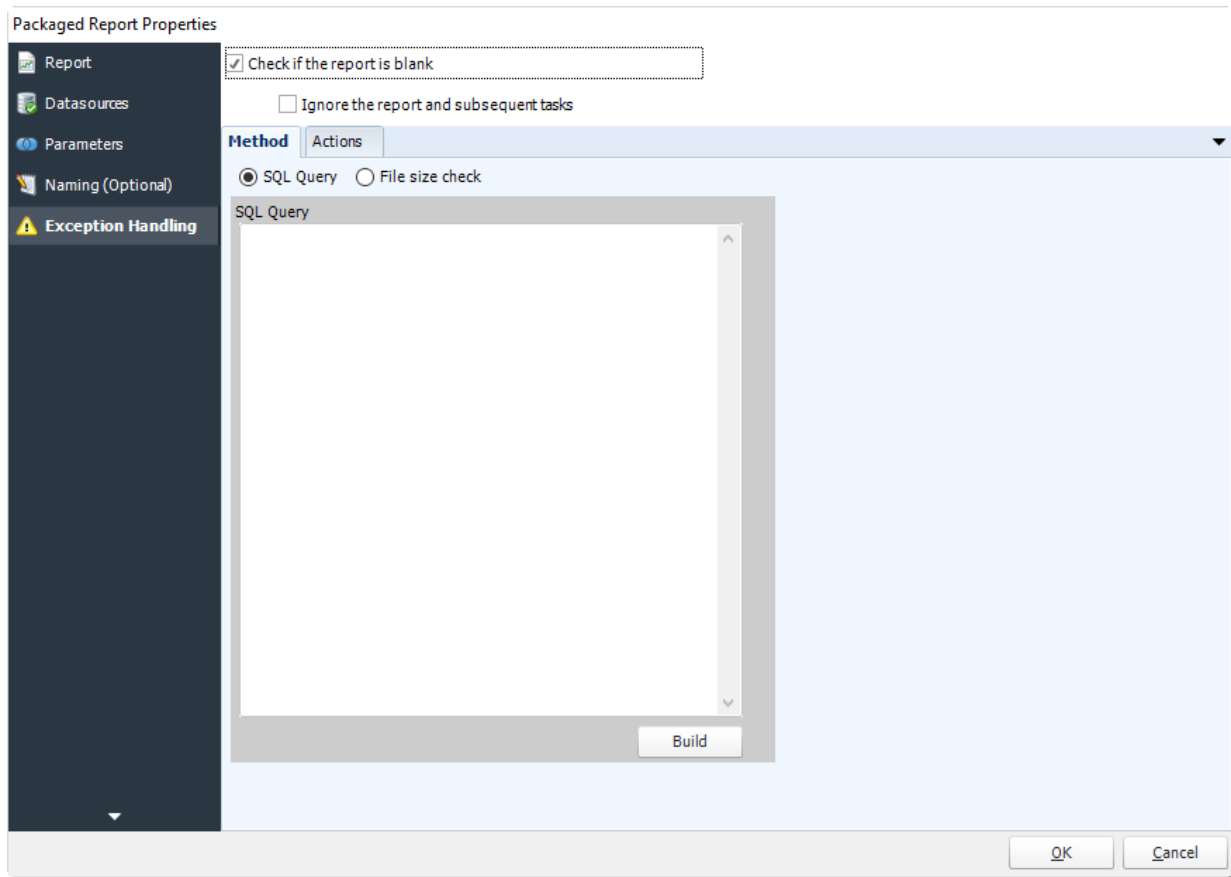 Packaged Report Properties
Report
Datasources
Parameters
Naming (Optional)
Exception Handling
Check if the report is blank
Ignore the report and subsequent tasks
Method Actions
SQL Query File size check
SQL Query
Build
OK Cancel